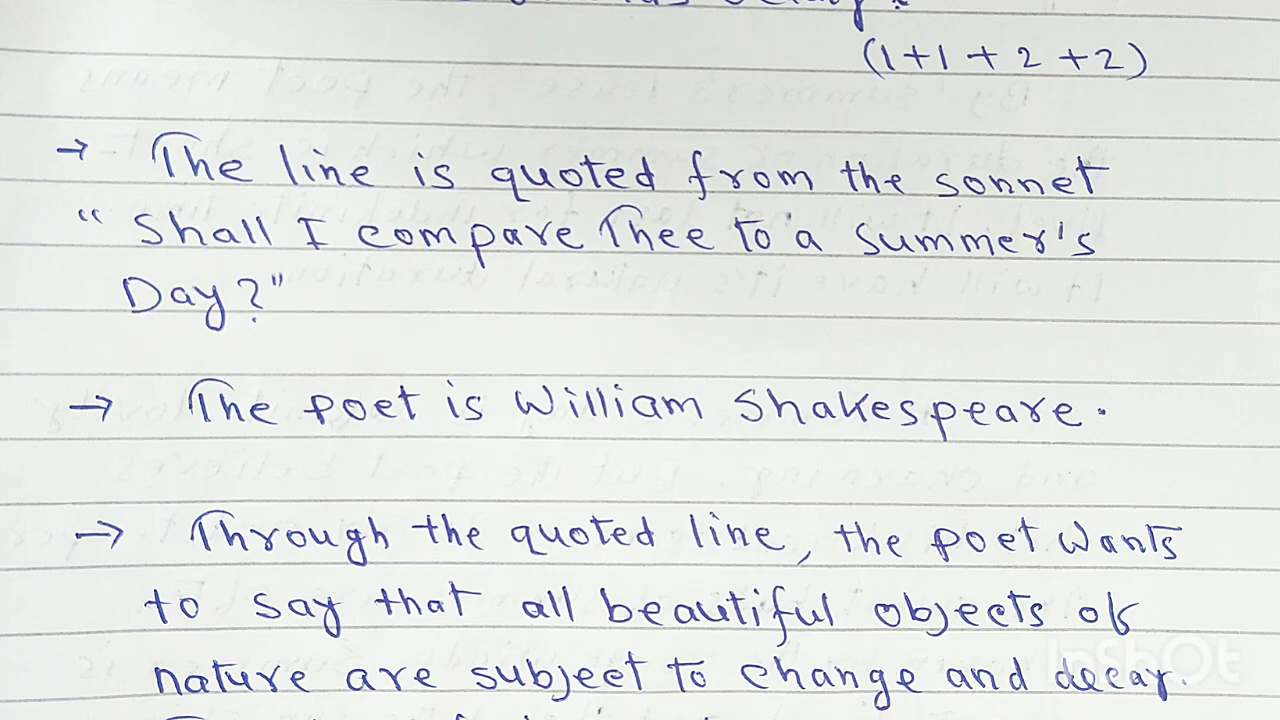 (1+1+2+2)
→ The line is quoted from the sonnet
"Shall I compare Thee to a summer's
Day?"
→ The poet is William Shakespeare.
→ Through the quoted line, the poet wants
to say that all beautiful objects of
nature are subject to change and decay.
InShOt